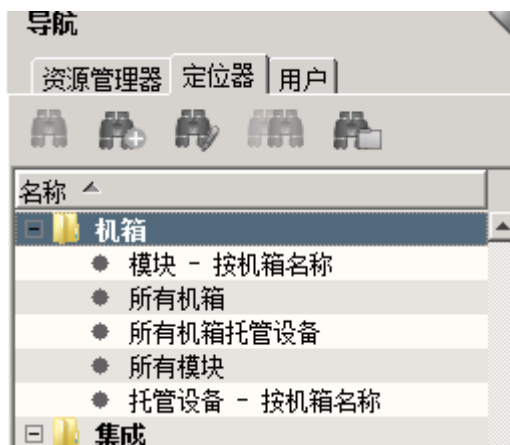 导航
资源管理器 定位器 用户
名称
机箱
模块 - 按机箱名称
所有机箱
所有机箱托管设备
所有模块
托管设备 - 按机箱名称
集成